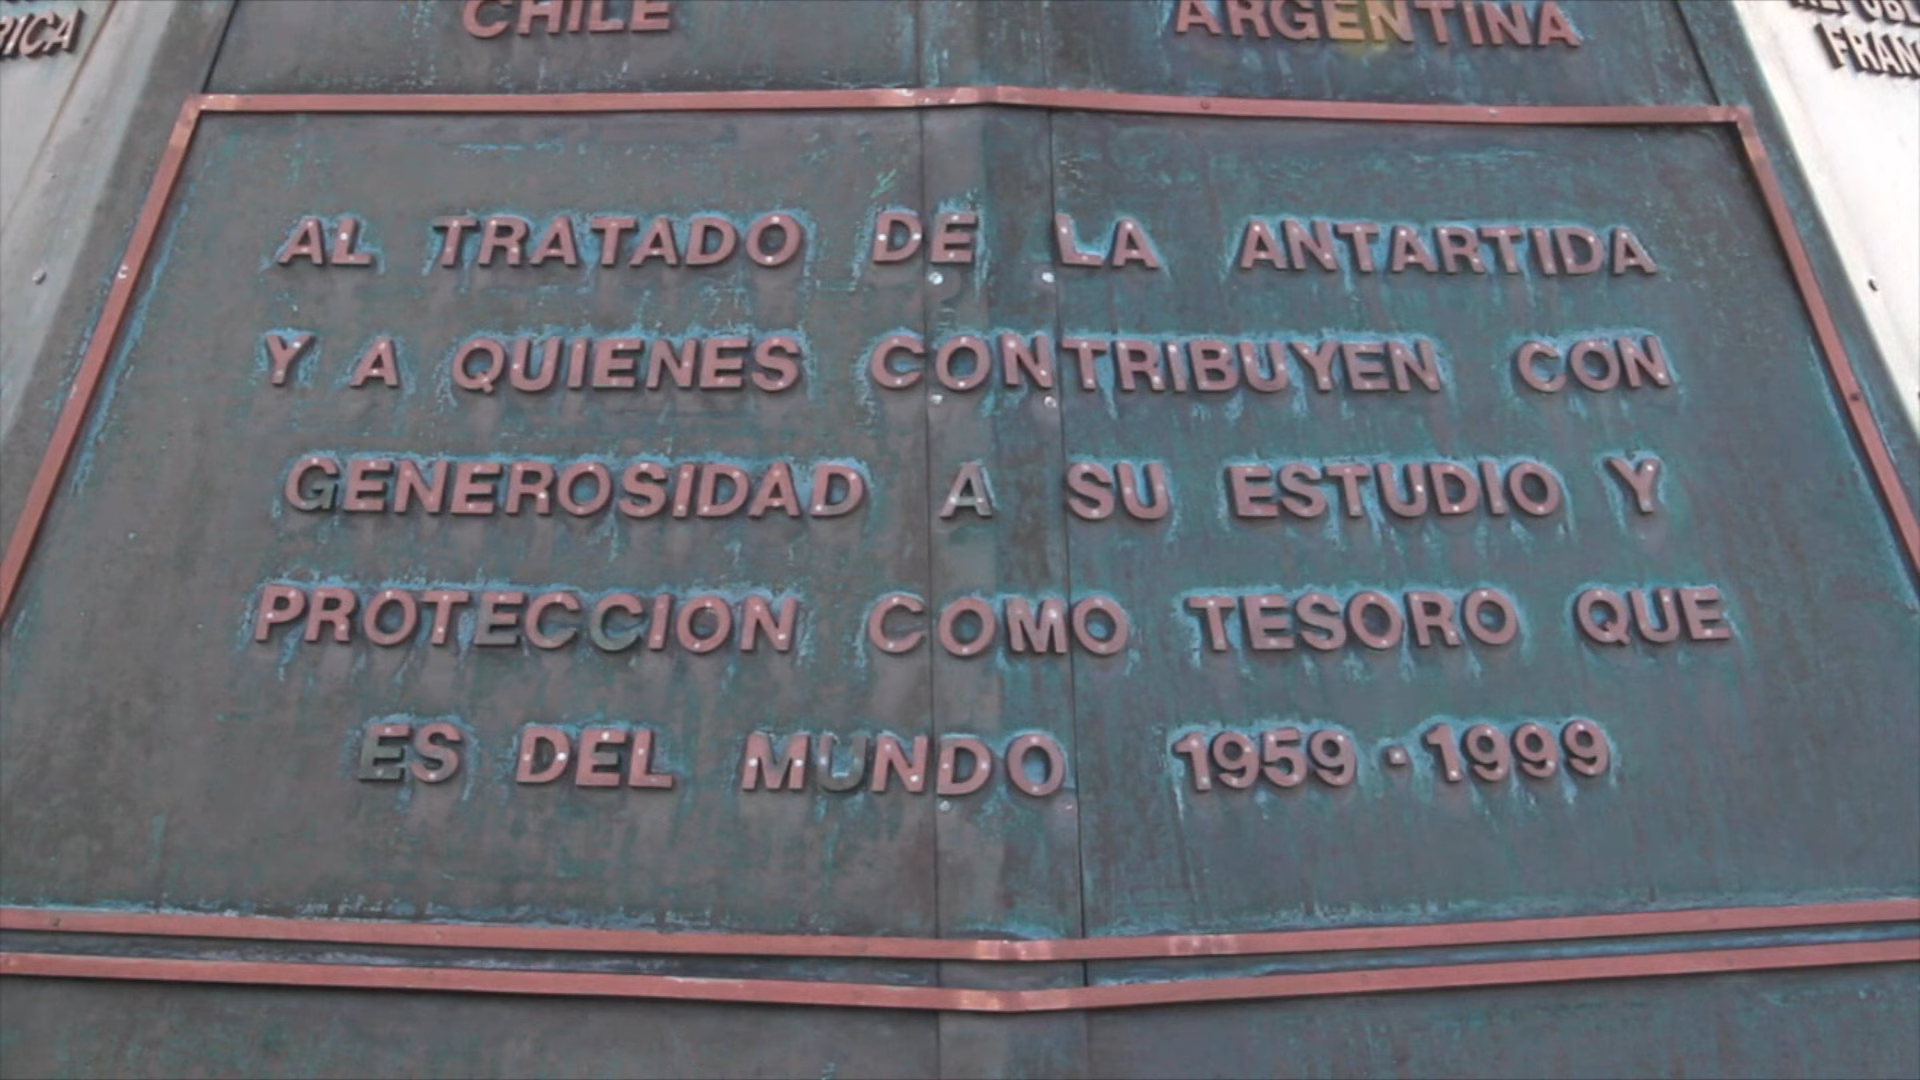 CHILE
ARGENTINA
AL TRATADO DE LA ANTARTIDA
Y A QUIENES CONTRIBUYEN CON
GENEROSIDAD A SU ESTUDIO Y
PROTECCION COMO TESORO QUE
ES DEL MUNDO 1959·1999